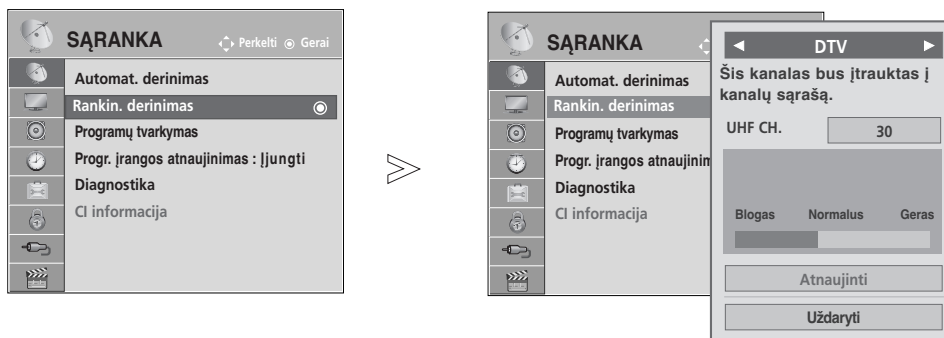 SĄRANKA
Perkelti Gerai
Automat. derinimas
Rankin. derinimas
Programų tvarkymas
Progr. įrangos atnaujinimas : Įjungti
Diagnostika
CI informacija
SĄRANKA
Automat. derinimas
Rankin. derinimas
Programų tvarkymas
Progr. įrangos atnaujinim
Diagnostika
CI informacija
DTV
Šis kanalas bus įtrauktas į
kanalų sąrašą.
UHF CH. 30
Blogas Normalus Geras
Atnaujinti
Uždaryti